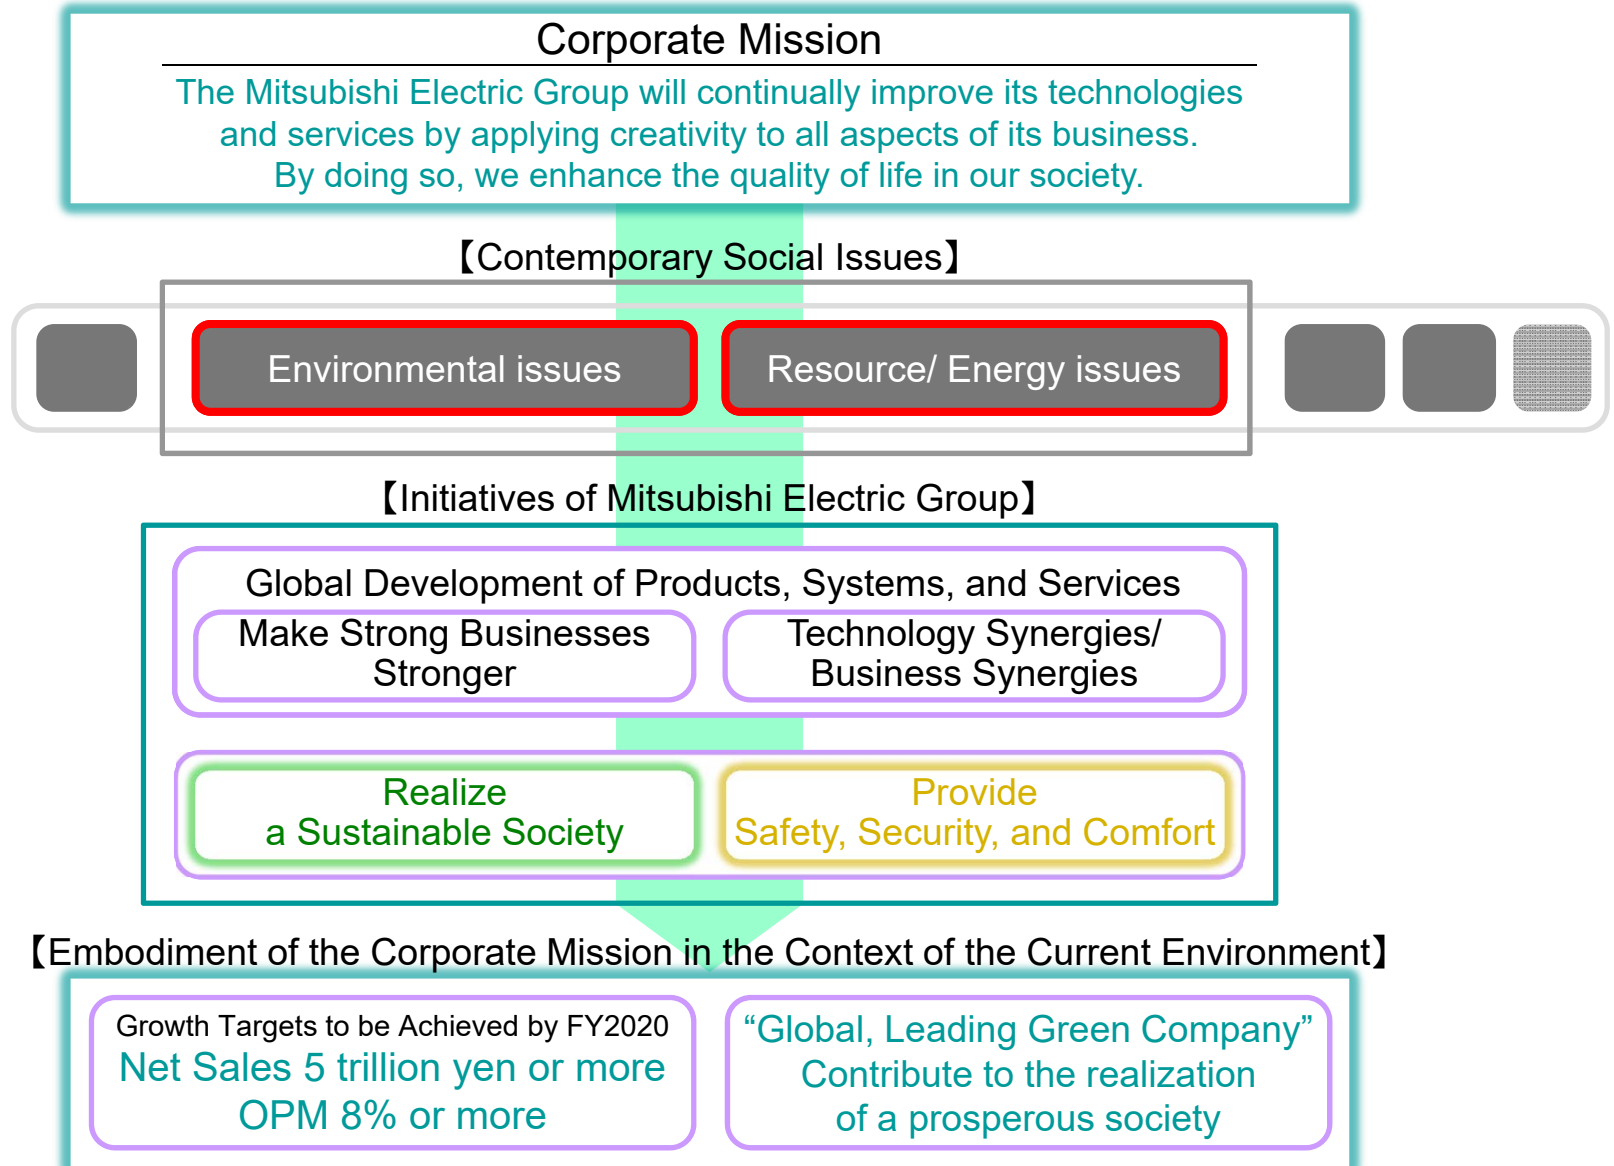 Corporate Mission
The Mitsubishi Electric Group will continually improve its technologies
and services by applying creativity to all aspects of its business.
By doing so, we enhance the quality of life in our society.
【Contemporary Social Issues】
Environmental issues
Resource/ Energy issues
【Initiatives of Mitsubishi Electric Group】
Global Development of Products, Systems, and Services
Make Strong Businesses
Stronger
Technology Synergies/
Business Synergies
Realize
a Sustainable Society
Provide
Safety, Security, and Comfort
【Embodiment of the Corporate Mission in the Context of the Current Environment】
Growth Targets to be Achieved by FY2020
Net Sales 5 trillion yen or more
OPM 8% or more
“Global, Leading Green Company”
Contribute to the realization
of a prosperous society